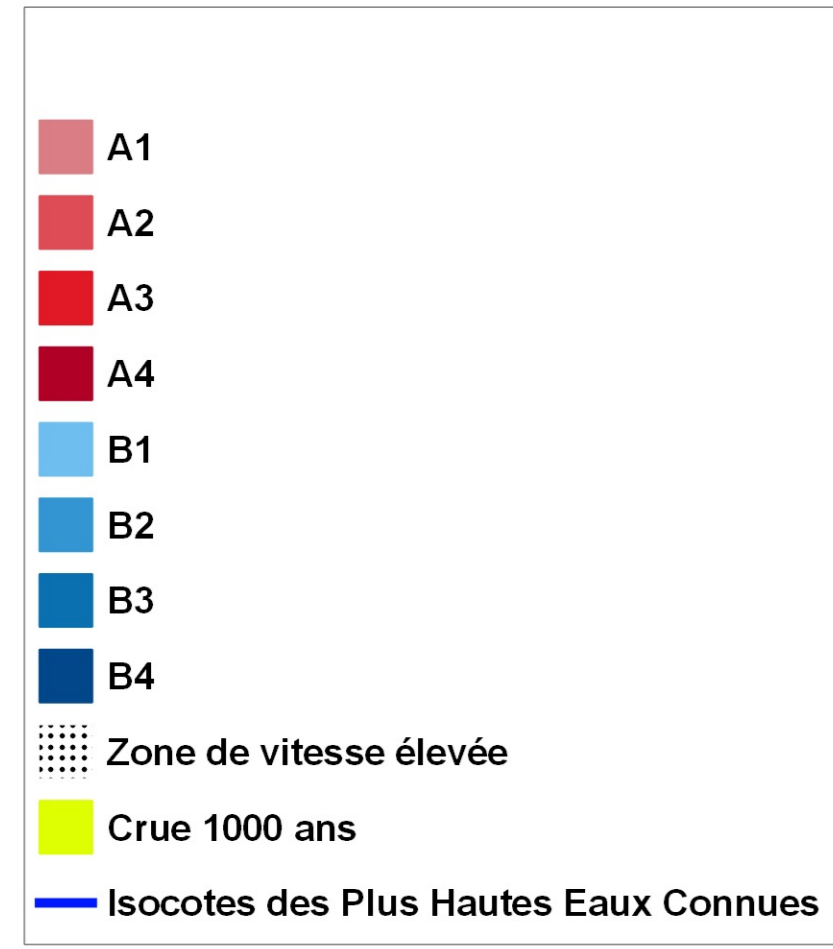 A1
A2
A3
A4
B1
B2
B3
B4
Zone de vitesse élevée
Crue 1000 ans
Isocotes des Plus Hautes Eaux Connues